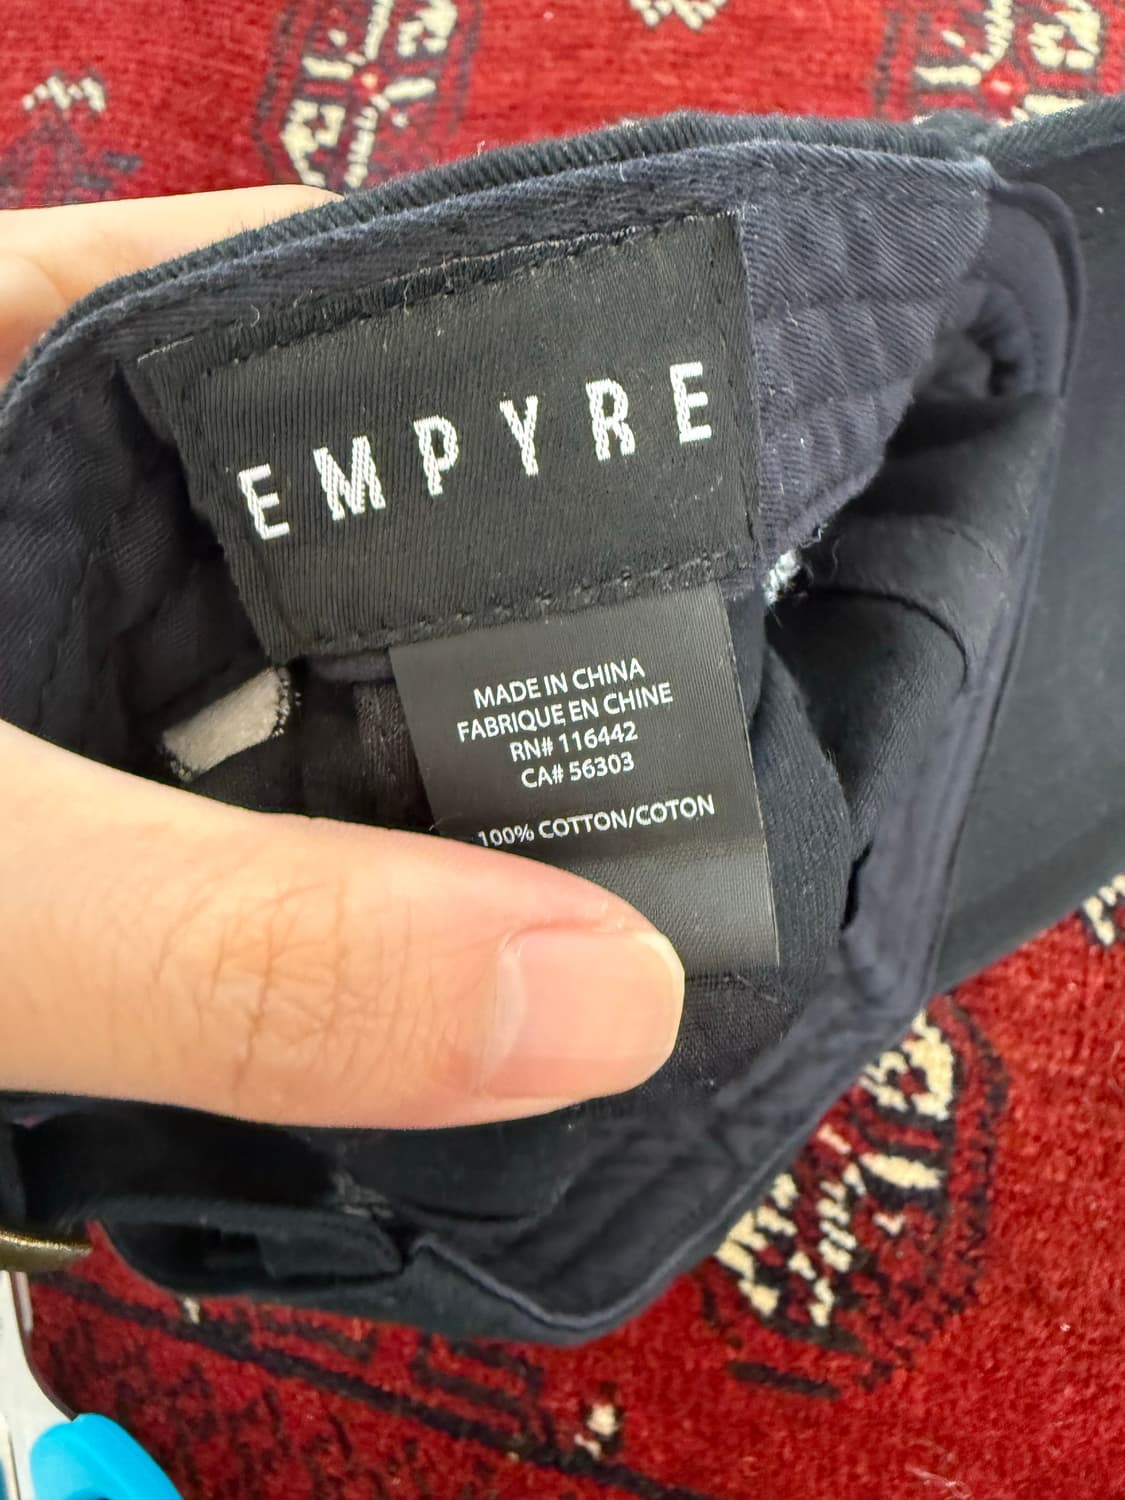 EMPYRE
MADE IN CHINA
FABRIQUE EN CHINE
RN# 116442
CA# 56303
100% COTTON/COTON